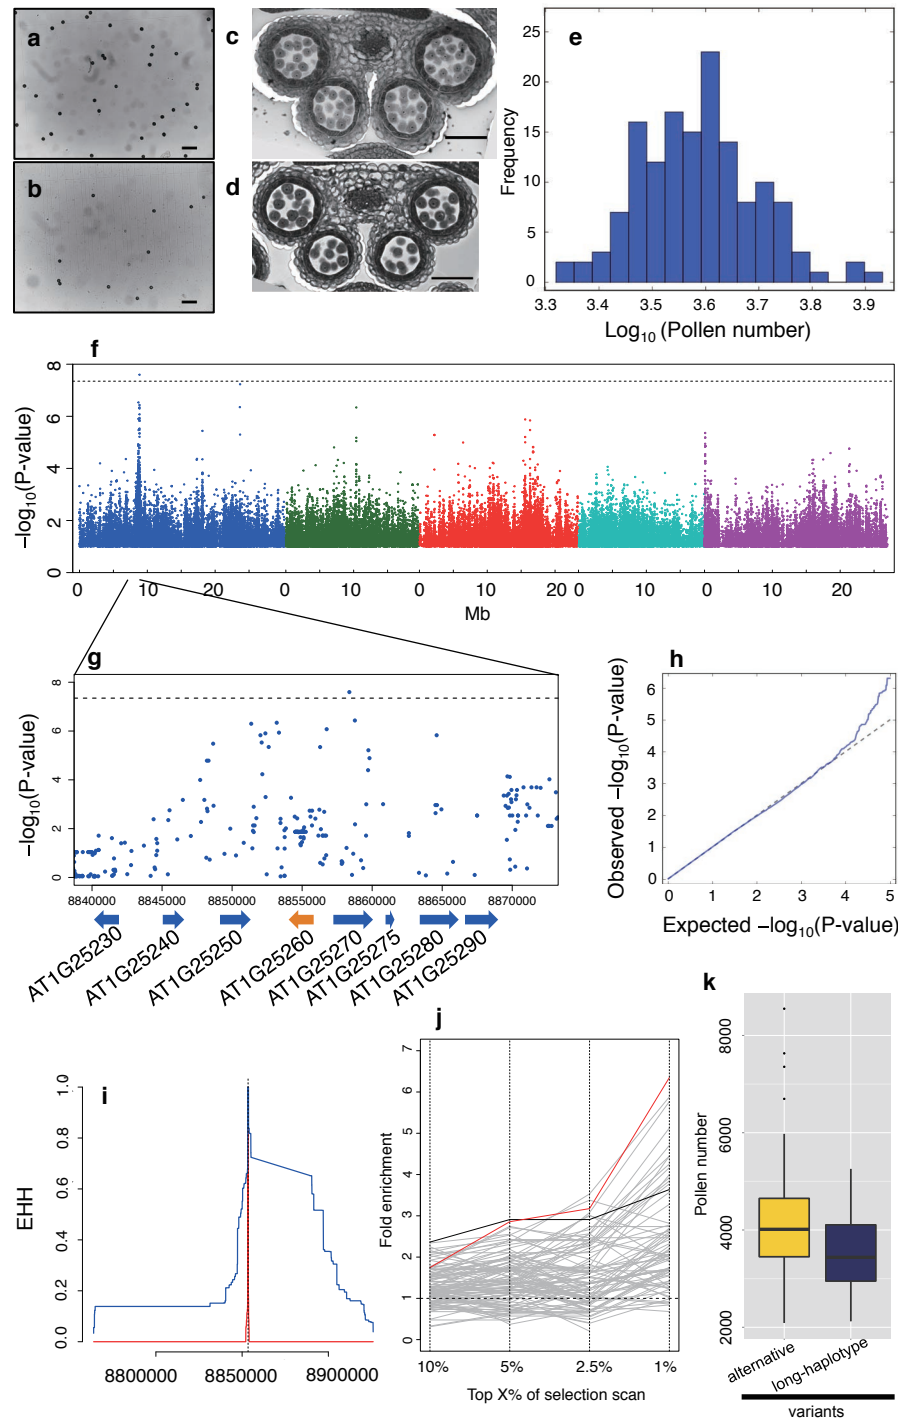 a
b
c
d
e
25
20
15
10
5
0
Frequency
3.3 3.4 3.5 3.6 3.7 3.8 3.9
Log10 (Pollen number)
f
8
6
4
2
0
−log10(P-value)
0 10 20 0 10 0 10 20 0 10 0 10 20
Mb
g
8
6
4
2
0
−log10(P-value)
8840000 8845000 8850000 8855000 8860000 8665000 8870000
AT1G25230
AT1G25240
AT1G25250
AT1G25260
AT1G25270
AT1G25275
AT1G25280
AT1G25290
h
6
5
4
3
2
1
0
Observed −log10(P-value)
0 1 2 3 4 5
Expected −log10(P-value)
i
1.0
0.8
0.6
0.4
0.2
0.0
EHH
8800000 8850000 8900000
j
7
6
5
4
3
2
1
0
Fold enrichment
10% 5% 2.5% 1%
Top X% of selection scan
k
8000
6000
4000
2000
Pollen number
alternative
long-haplotype
variants